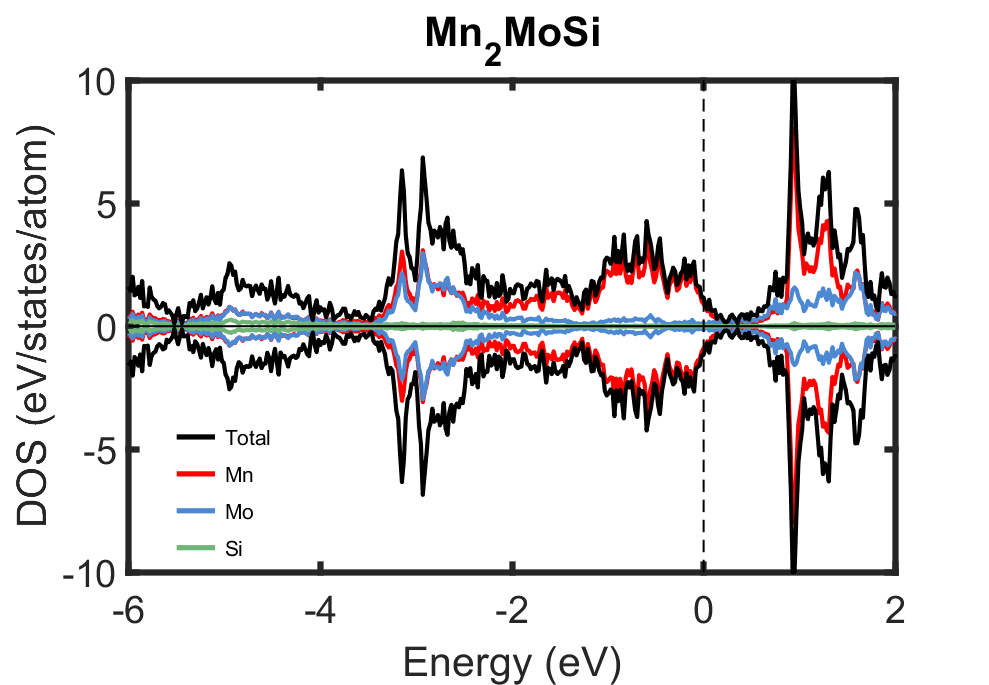 Mn₂MoSi
DOS (eV/states/atom)
10
5
0
-5
-10
Total
Mn
Mo
Si
-6 -4 -2 0 2
Energy (eV)